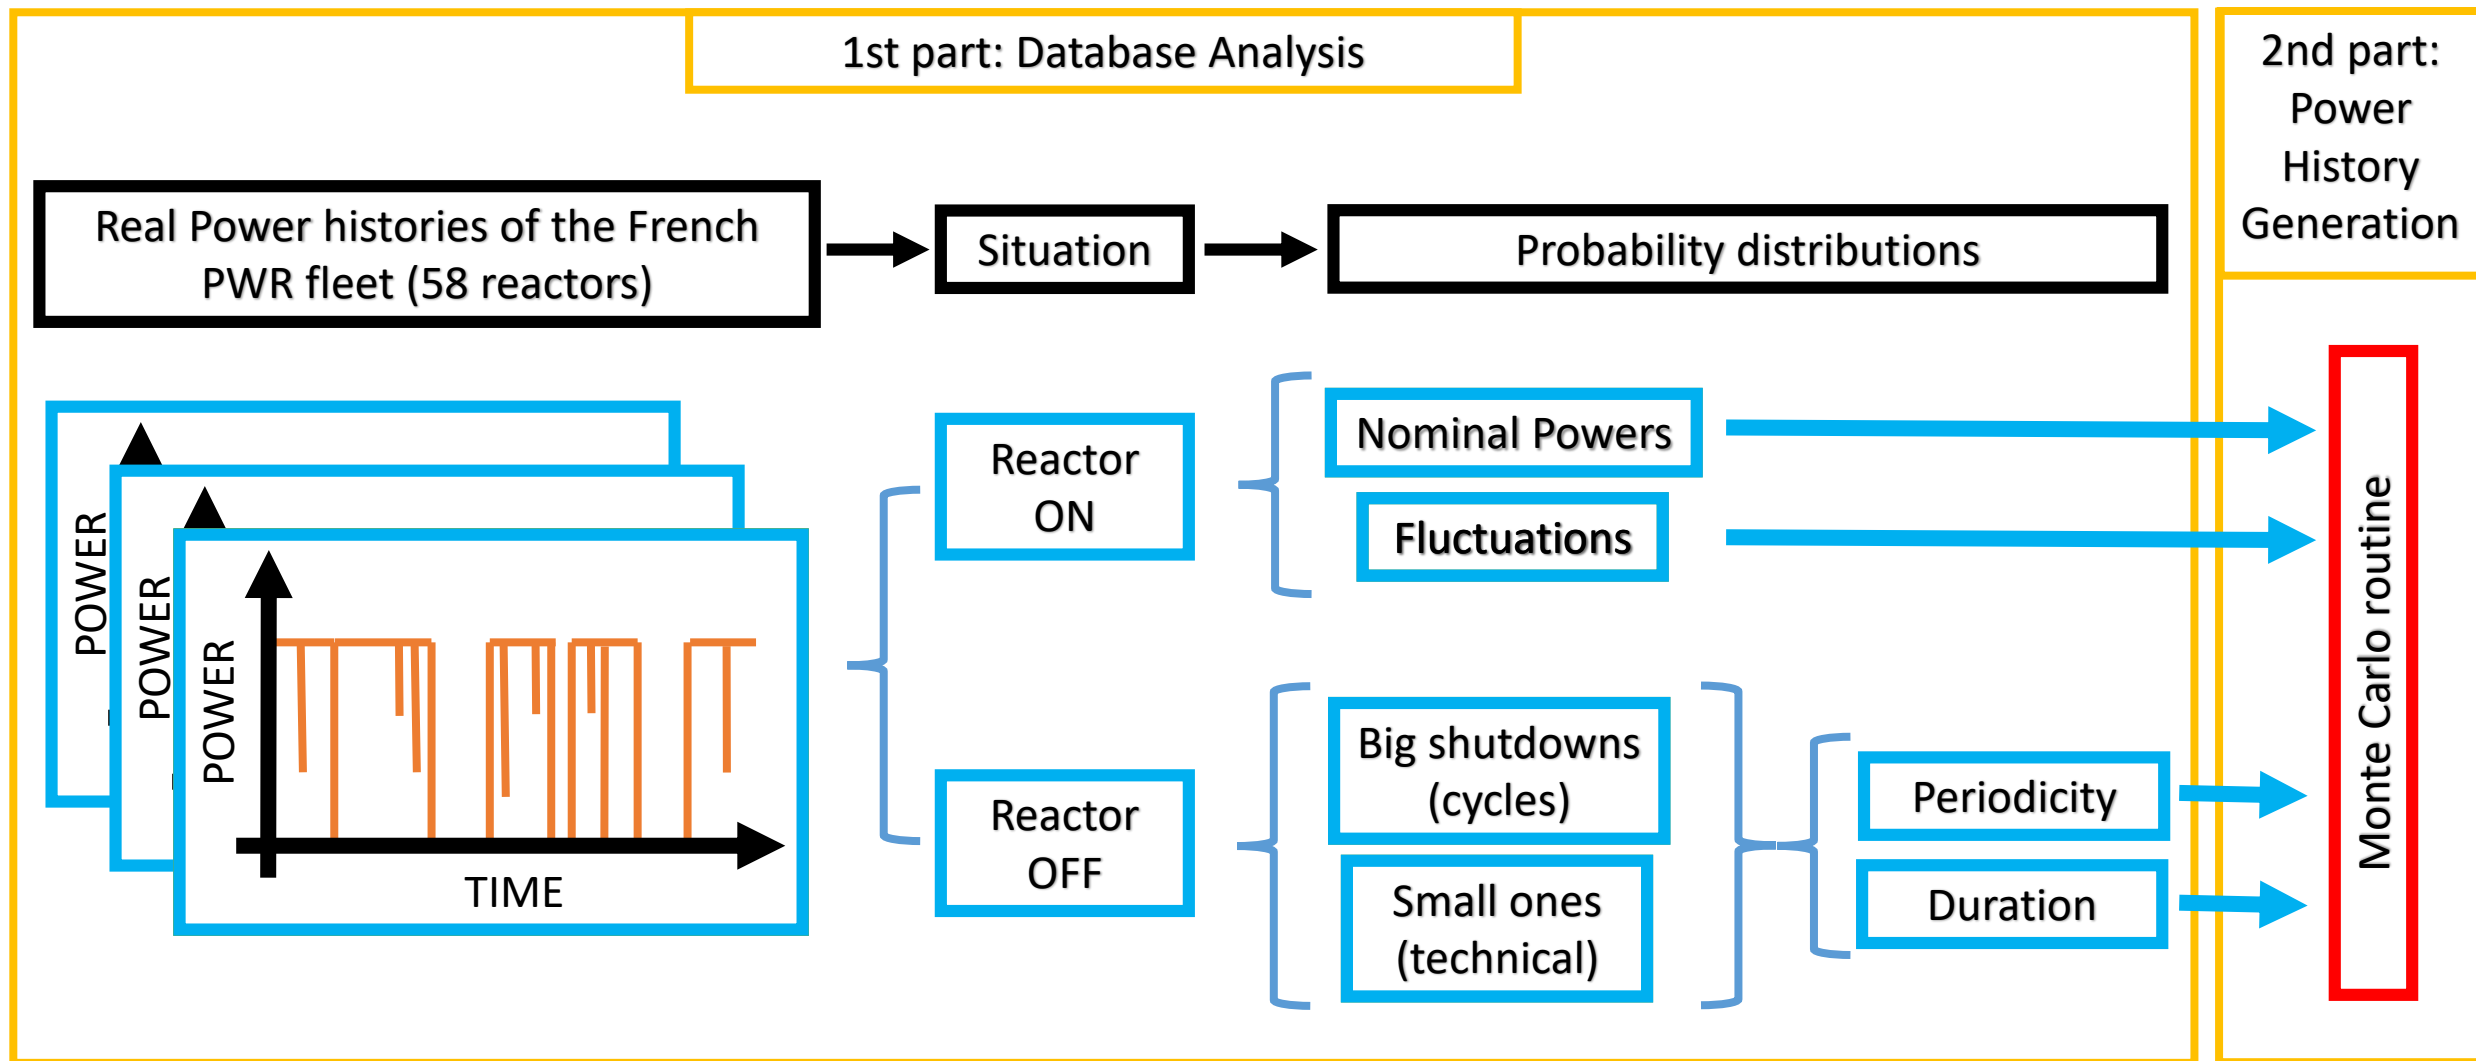 1st part: Database Analysis
2nd part:
Power
History
Generation
Real Power histories of the French
PWR fleet (58 reactors)
Situation
Probability distributions
POWER
POWER
POWER
TIME
Reactor
ON
Reactor
OFF
Nominal Powers
Fluctuations
Big shutdowns
(cycles)
Small ones
(technical)
Periodicity
Duration
Monte Carlo routine